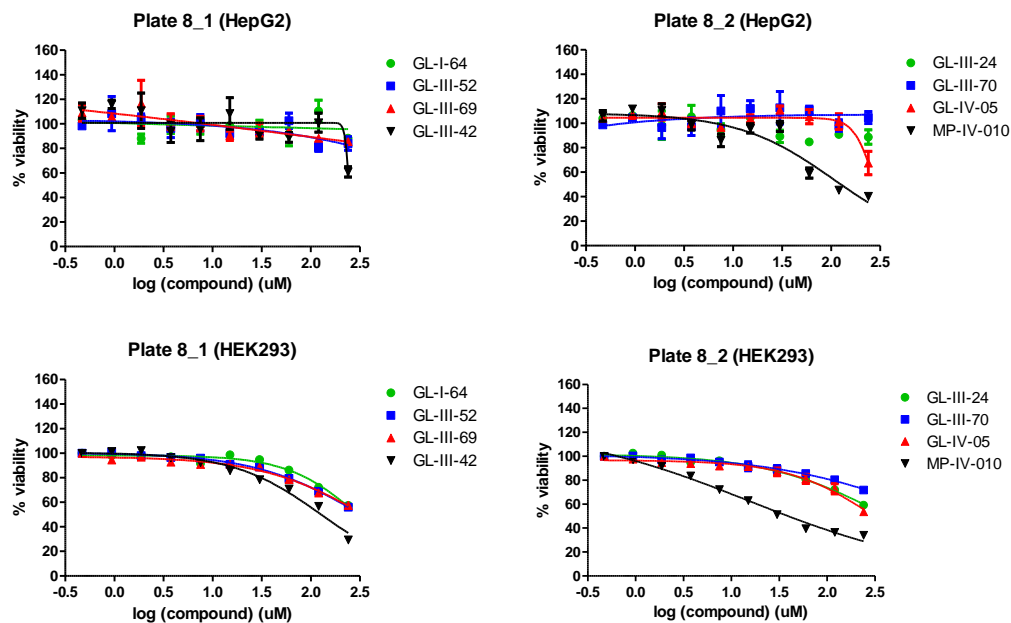 Plate 8_1 (HepG2)
160
140
120
100
80
60
40
20
0
% viability
-0.5 0.0 0.5 1.0 1.5 2.0 2.5
log (compound) (uM)
GL-I-64
GL-III-52
GL-III-69
GL-III-42
Plate 8_2 (HepG2)
160
140
120
100
80
60
40
20
0
% viability
-0.5 0.0 0.5 1.0 1.5 2.0 2.5
log (compound) (uM)
GL-III-24
GL-III-70
GL-IV-05
MP-IV-010
Plate 8_1 (HEK293)
160
140
120
100
80
60
40
20
0
% viability
-0.5 0.0 0.5 1.0 1.5 2.0 2.5
log (compound) (uM)
GL-I-64
GL-III-52
GL-III-69
GL-III-42
Plate 8_2 (HEK293)
160
140
120
100
80
60
40
20
0
% viability
-0.5 0.0 0.5 1.0 1.5 2.0 2.5
log (compound) (uM)
GL-III-24
GL-III-70
GL-IV-05
MP-IV-010